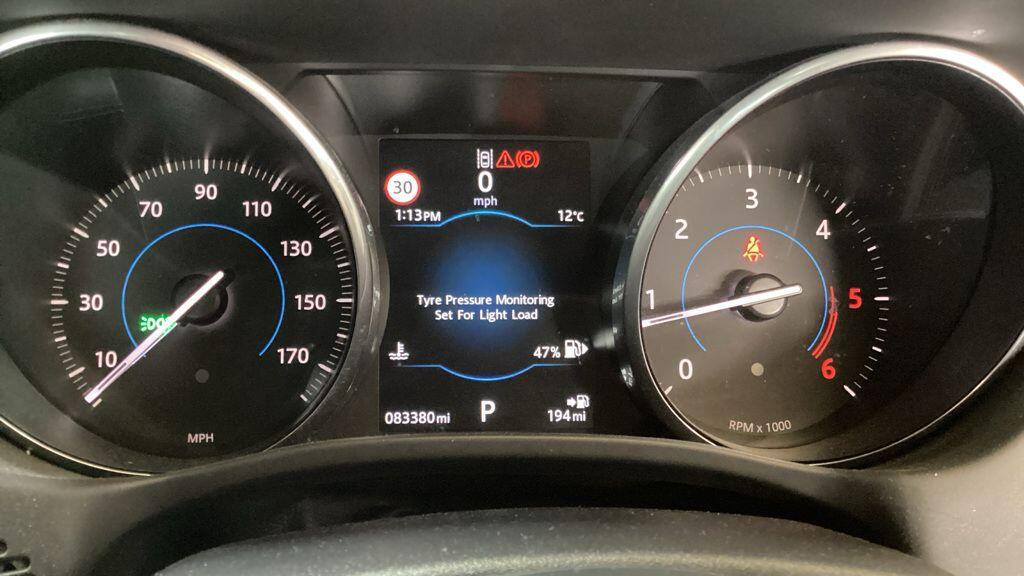 10
30
50
70
90
110
130
150
170
MPH
30
0
mph
1:13PM 12°C
Tyre Pressure Monitoring
Set For Light Load
47%
083380mi P 194mi
0
1
2
3
4
5
6
RPM x 1000
P